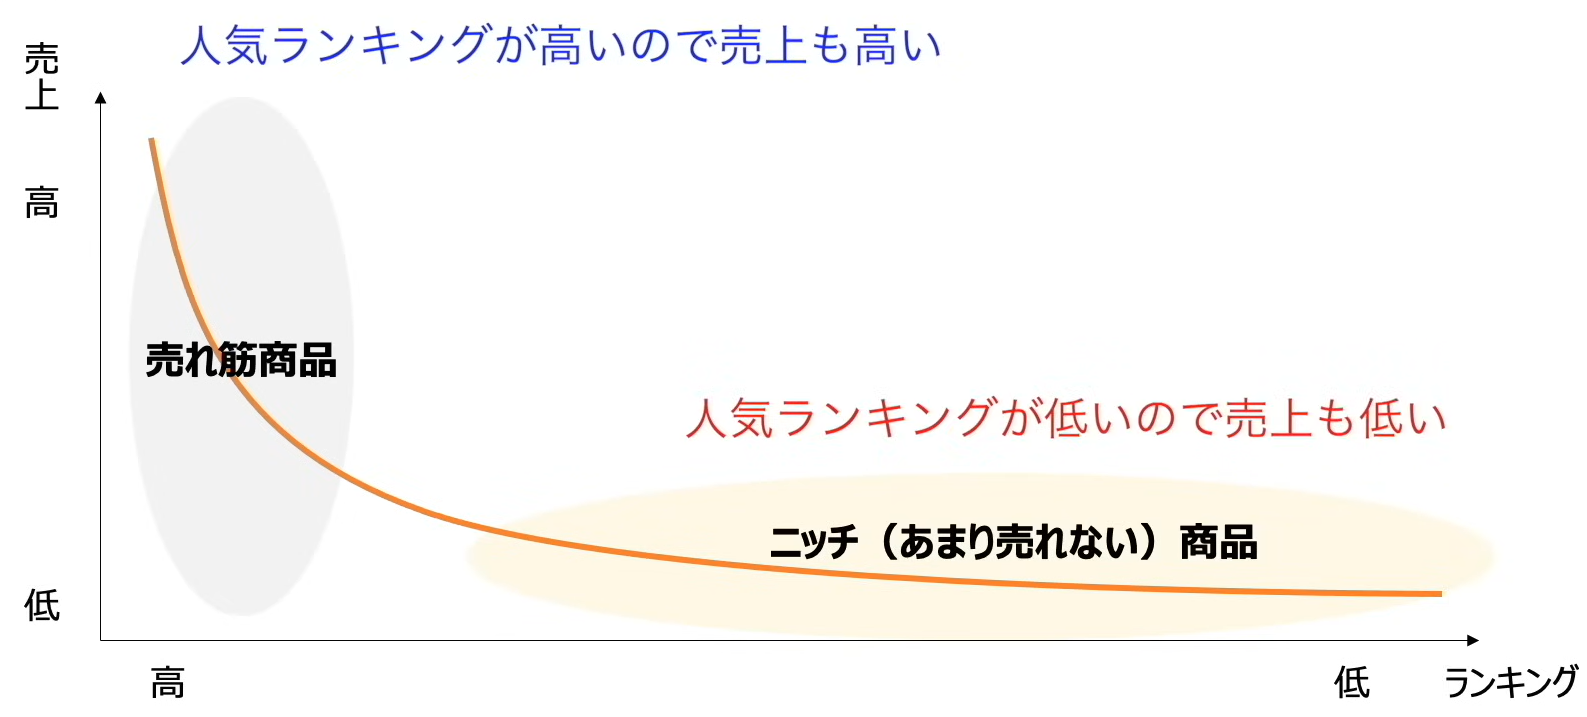 人気ランキングが高いので売上も高い
売上
高
売れ筋商品
人気ランキングが低いので売上も低い
ニッチ（あまり売れない）商品
低
高
低
ランキング